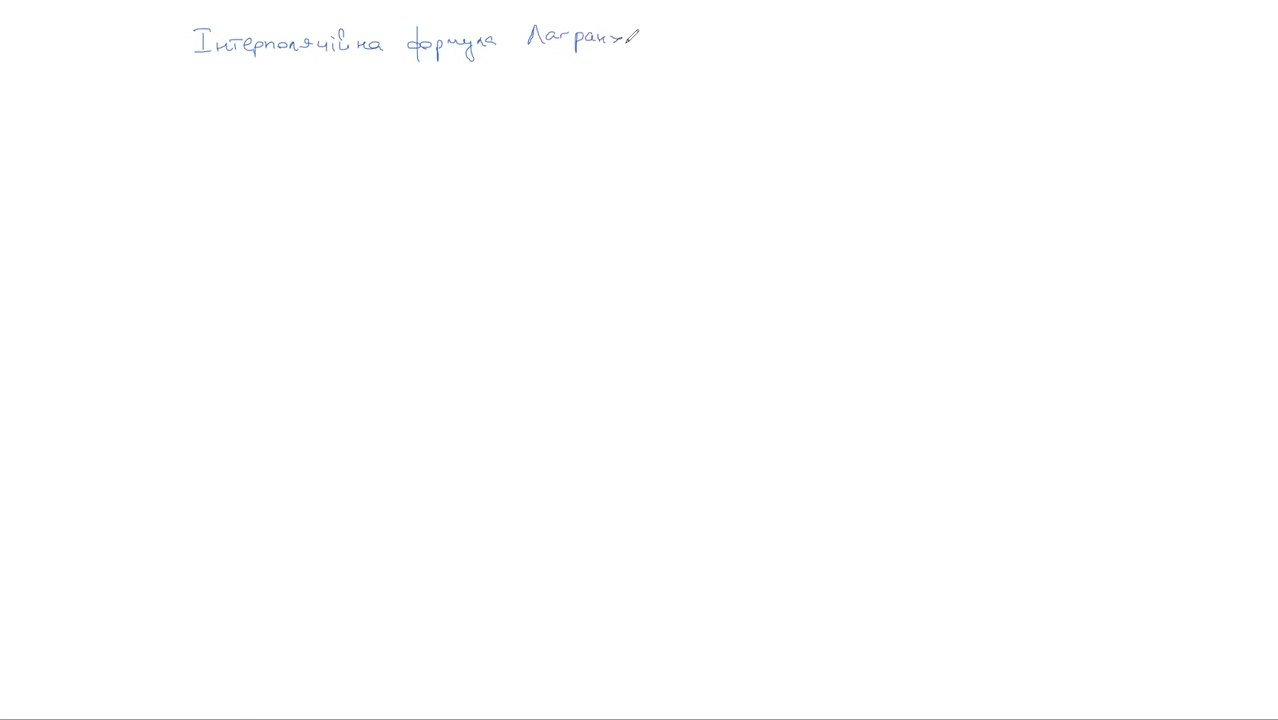 Інтерполяційна формула Лагранж